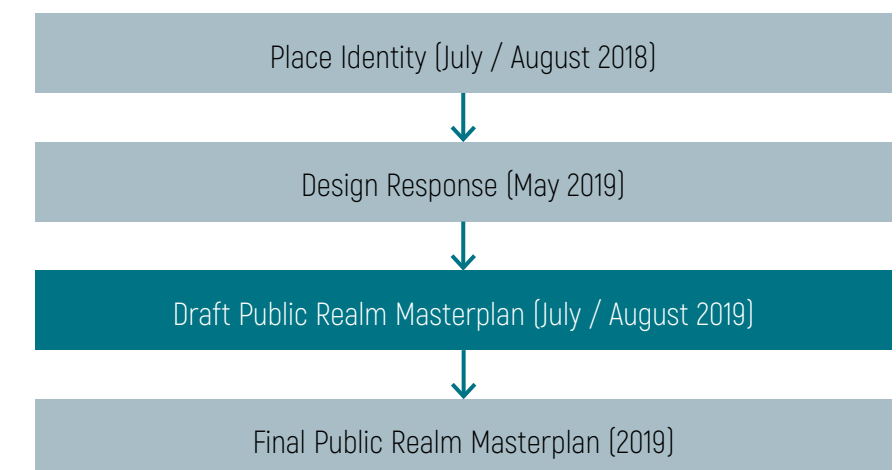 Place Identity (July / August 2018)
Design Response (May 2019)
Draft Public Realm Masterplan (July / August 2019)
Final Public Realm Masterplan (2019)